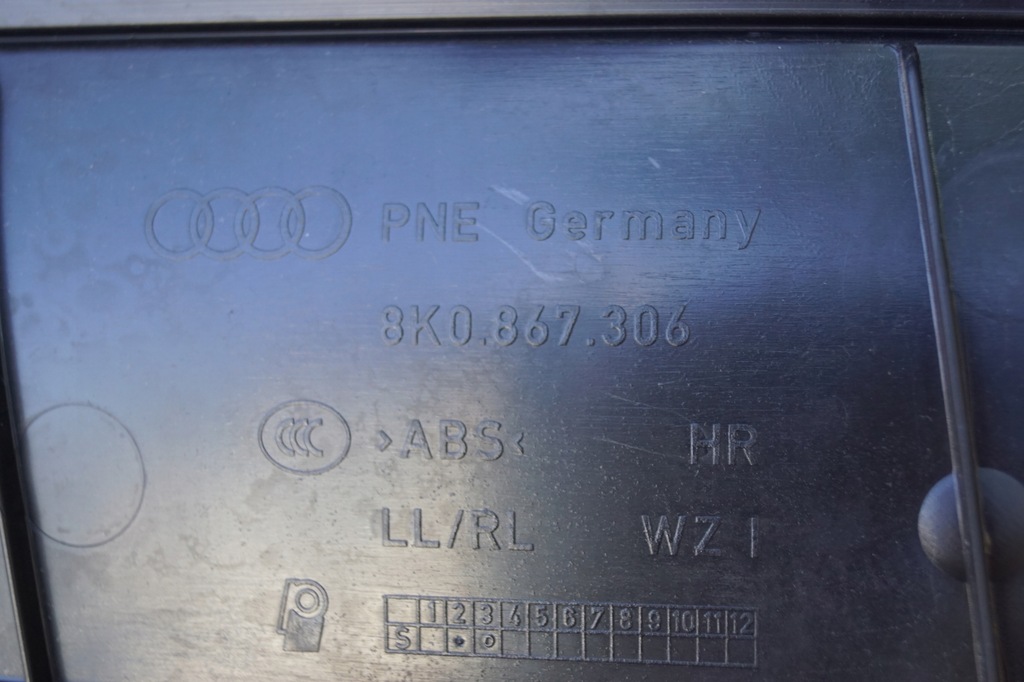 PNE Germany
8K0.867.306
CCC >ABS< HR
LL/RL WZ I
1 2 3 4 5 6 7 8 9 10 11 12
S